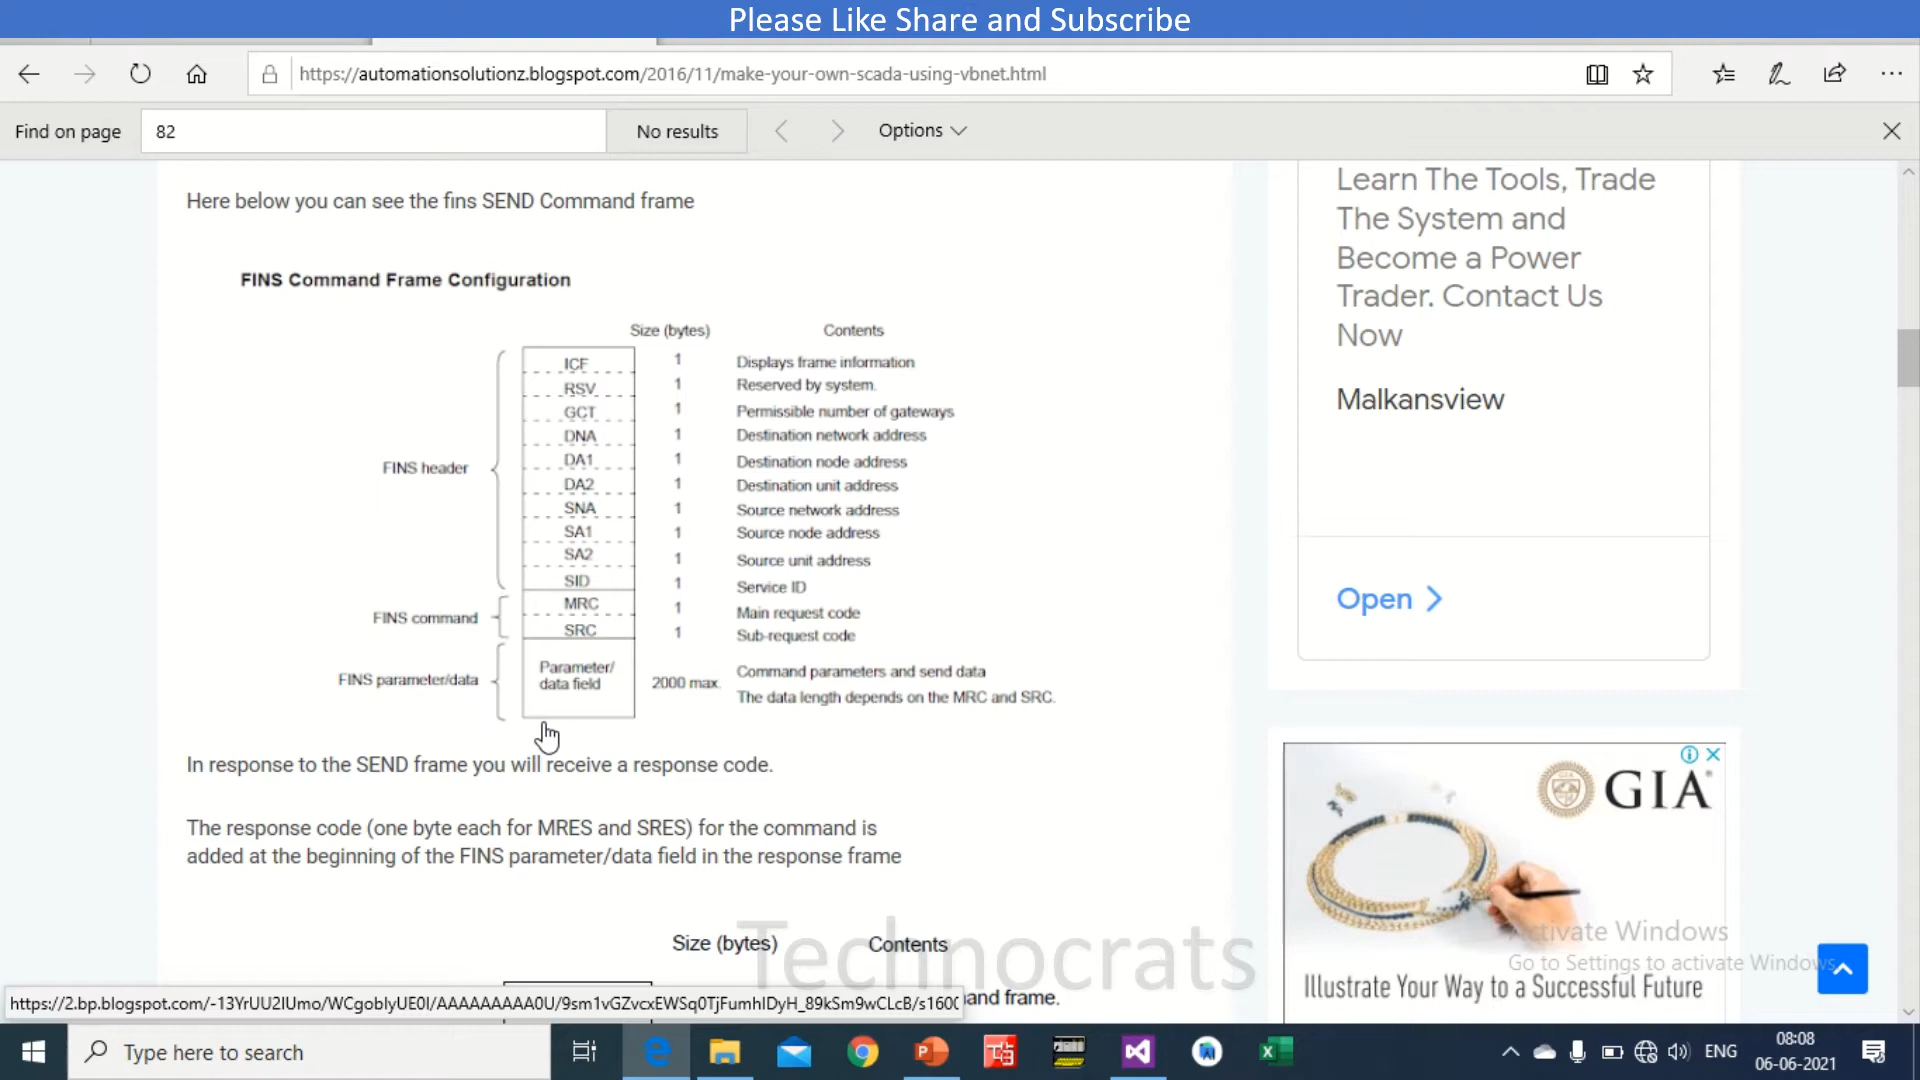 Please Like Share and Subscribe
https://automationsolutionz.blogspot.com/2016/11/make-your-own-scada-using-vbnet.html
Find on page
82
No results
Options
Here below you can see the fins SEND Command frame
FINS Command Frame Configuration
Size (bytes) Contents
ICF 1 Displays frame information
RSV 1 Reserved by system.
GCT 1 Permissible number of gateways
DNA 1 Destination network address
DA1 1 Destination node address
DA2 1 Destination unit address
SNA 1 Source network address
SA1 1 Source node address
SA2 1 Source unit address
SID 1 Service ID
MRC 1 Main request code
SRC 1 Sub-request code
FINS header
FINS command
FINS parameter/data
Parameter/
data field
2000 max.
Command parameters and send data
The data length depends on the MRC and SRC.
In response to the SEND frame you will receive a response code.
The response code (one byte each for MRES and SRES) for the command is
added at the beginning of the FINS parameter/data field in the response frame
Size (bytes) Contents
and frame.
Technocrats
Learn The Tools, Trade
The System and
Become a Power
Trader. Contact Us
Now
Malkansview
Open
GIA
Illustrate Your Way to a Successful Future
Activate Windows
Go to Settings to activate Windows.
Type here to search
ENG
08:08
06-06-2021